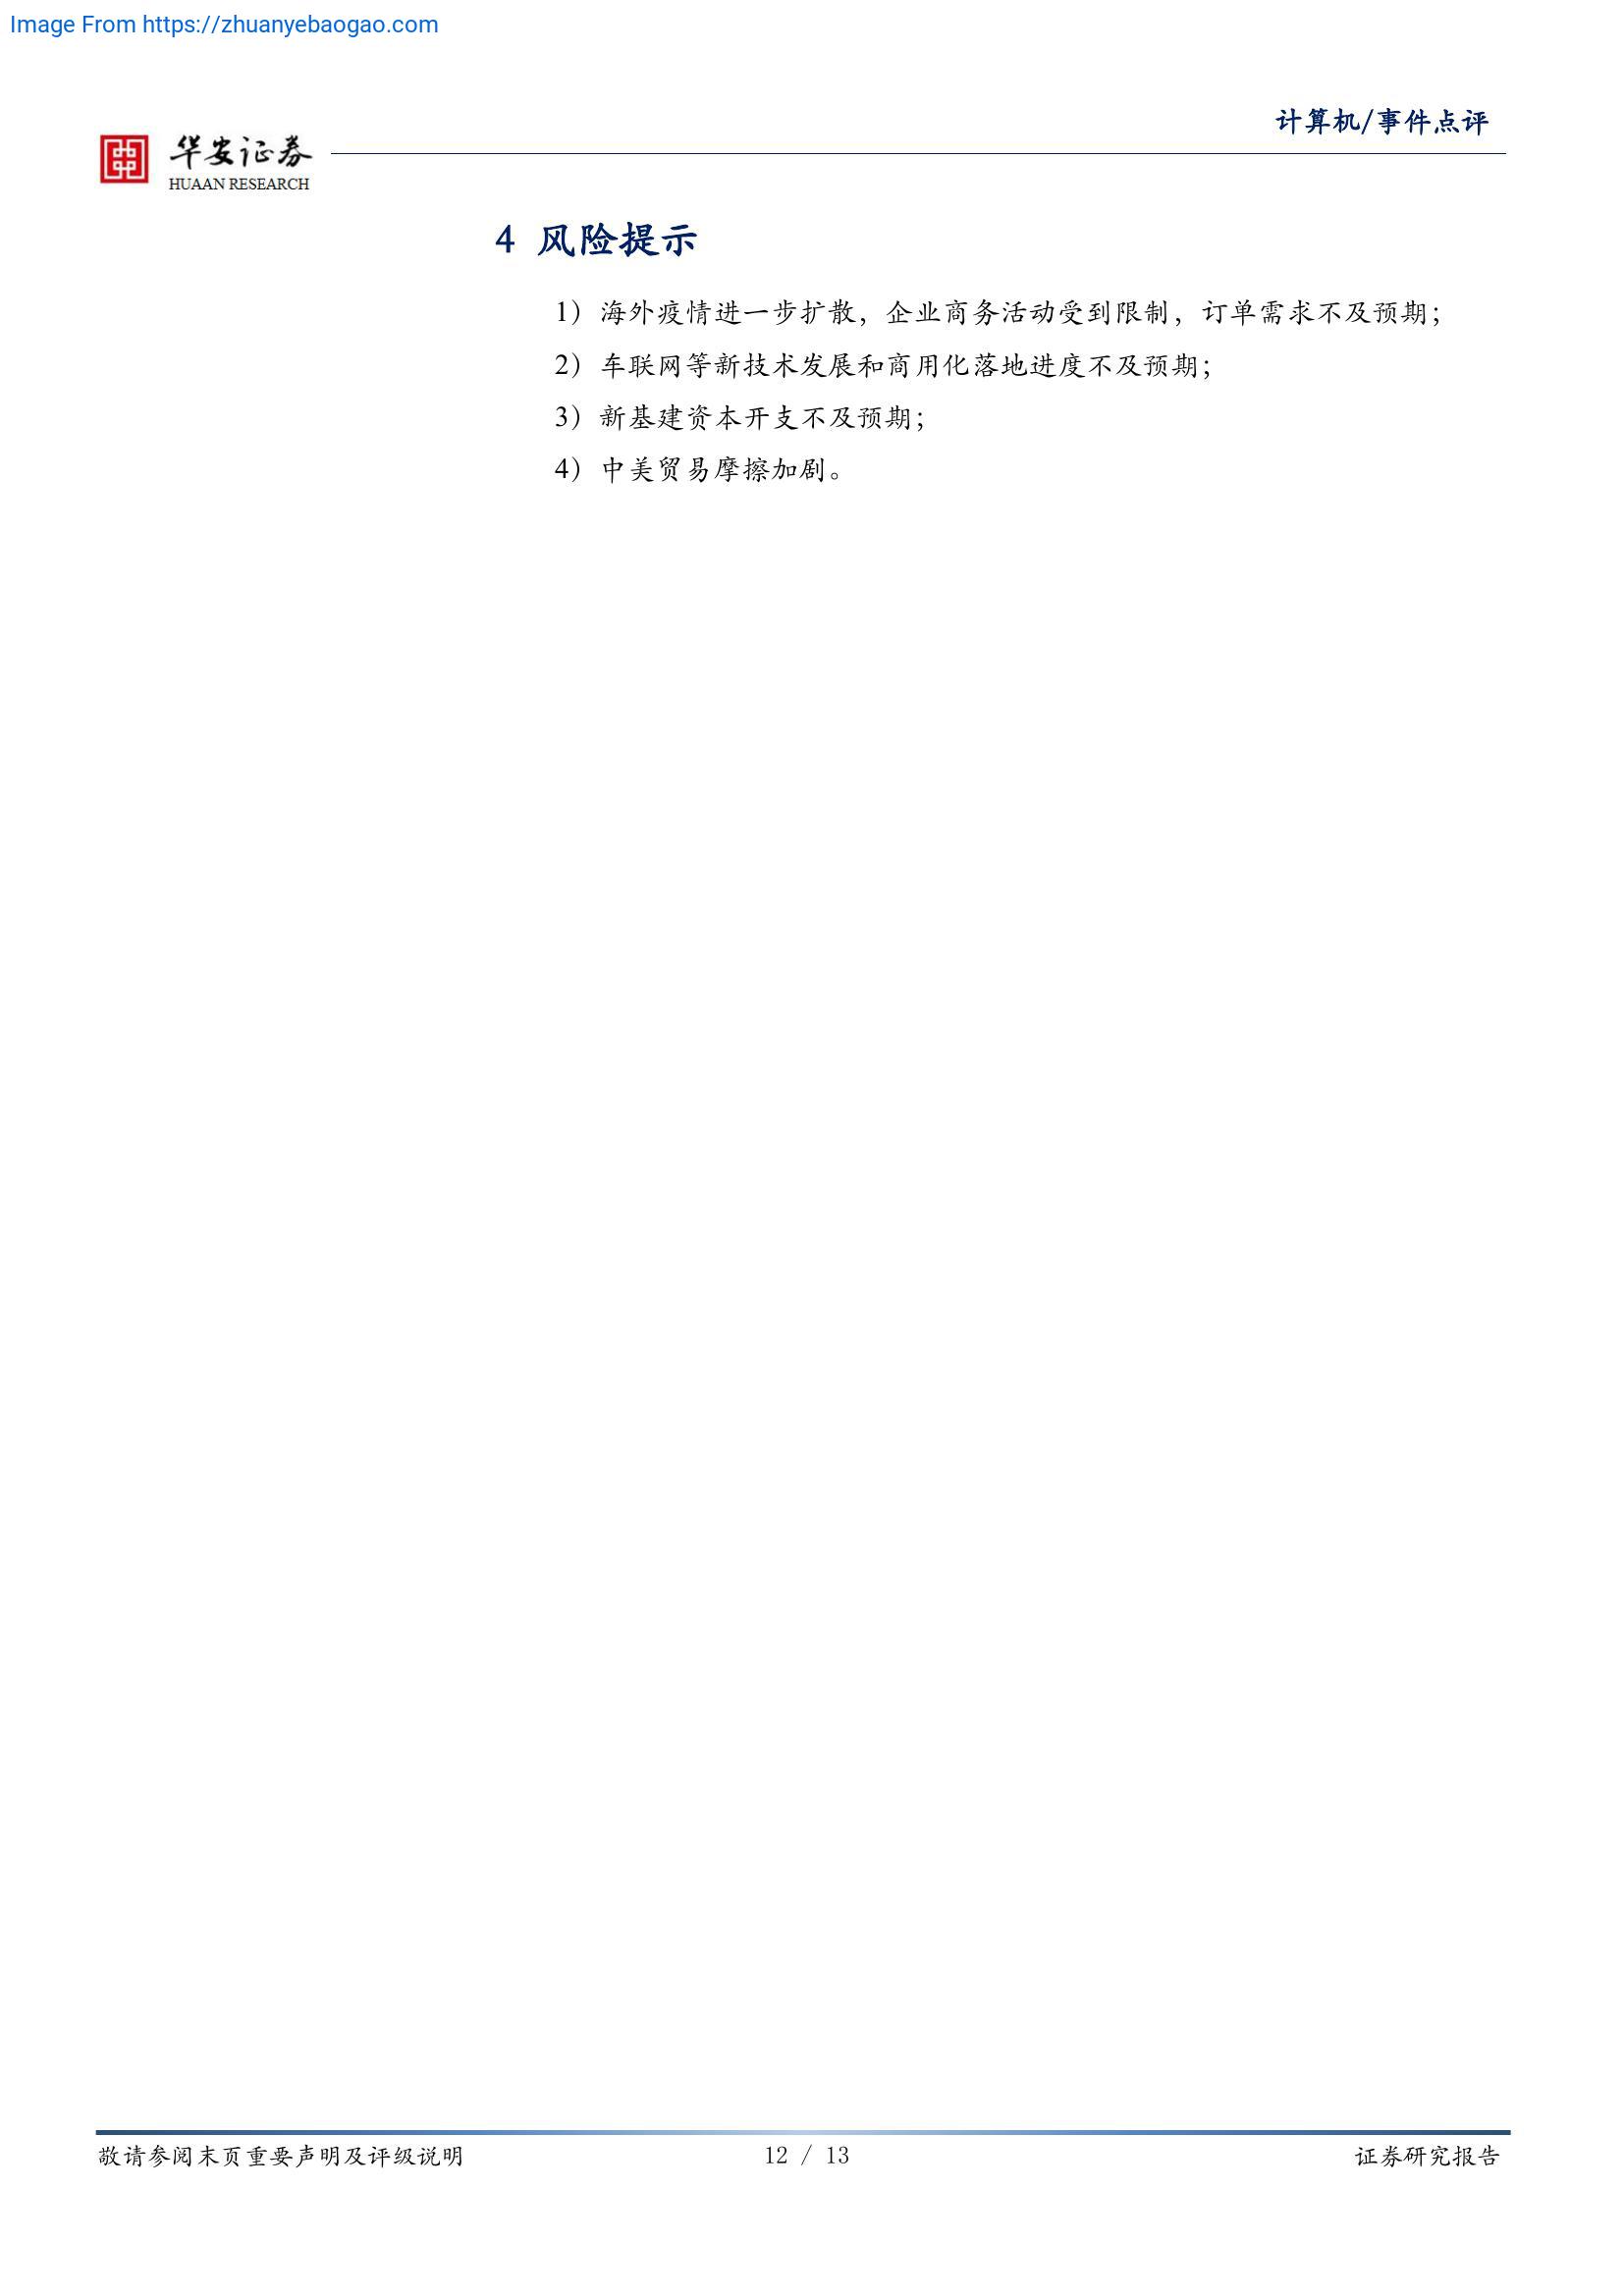 Image From https://zhuanyebaogao.com
计算机/事件点评
华安证券
HUAAN RESEARCH
4 风险提示
1）海外疫情进一步扩散，企业商务活动受到限制，订单需求不及预期；
2）车联网等新技术发展和商用化落地进度不及预期；
3）新基建资本开支不及预期；
4）中美贸易摩擦加剧。
敬请参阅末页重要声明及评级说明 12 / 13 证券研究报告